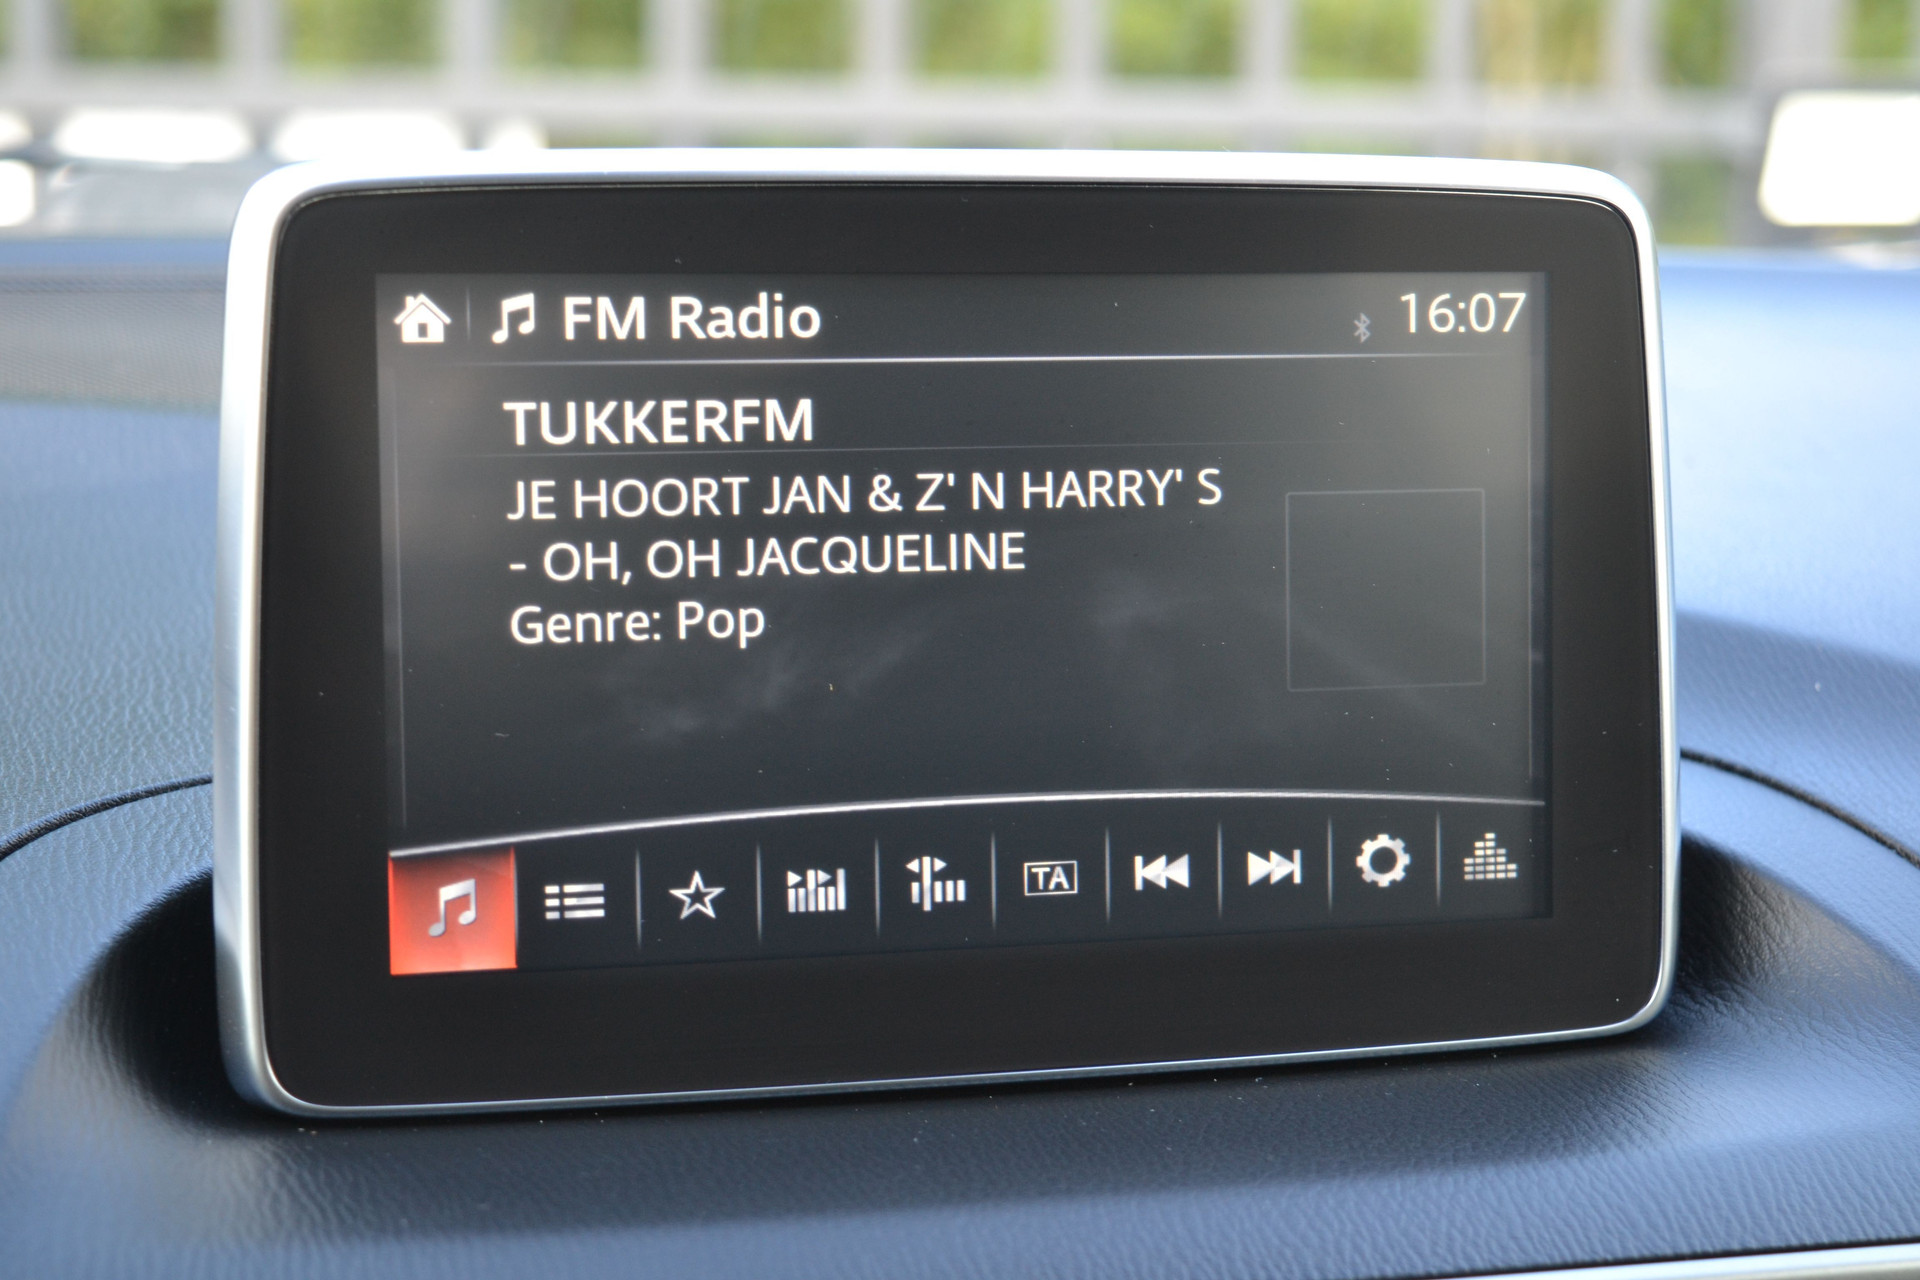 FM Radio 16:07
TUKKERFM
JE HOORT JAN & Z' N HARRY' S
- OH, OH JACQUELINE
Genre: Pop
TA